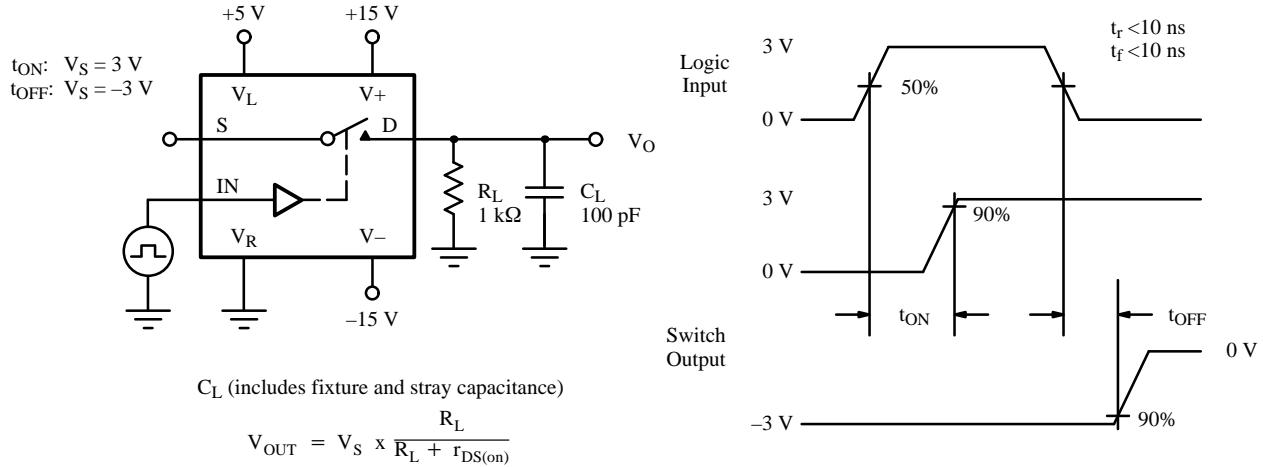 +5 V
+15 V
tON: VS = 3 V
tOFF: VS = –3 V
VL
V+
S
D
VO
IN
RL
1 kΩ
CL
100 pF
VR
V–
–15 V
CL (includes fixture and stray capacitance)
VOUT = VS x RL
RL + rDS(on)
tr <10 ns
tf <10 ns
3 V
Logic
Input
50%
0 V
3 V
90%
0 V
tON
tOFF
Switch
Output
0 V
–3 V
90%